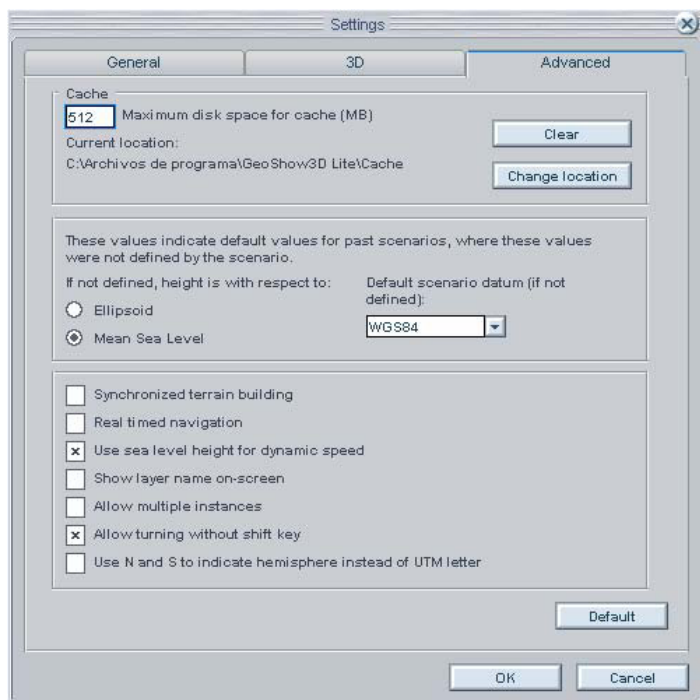 Settings
General
3D
Advanced
Cache
512 Maximum disk space for cache (MB)
Clear
Current location:
C:\Archivos de programa\GeoShow3D Lite\Cache
Change location
These values indicate default values for past scenarios, where these values
were not defined by the scenario.
If not defined, height is with respect to:
Ellipsoid
Mean Sea Level
Default scenario datum (if not
defined):
WGS84
Synchronized terrain building
Real timed navigation
Use sea level height for dynamic speed
Show layer name on-screen
Allow multiple instances
Allow turning without shift key
Use N and S to indicate hemisphere instead of UTM letter
Default
OK
Cancel